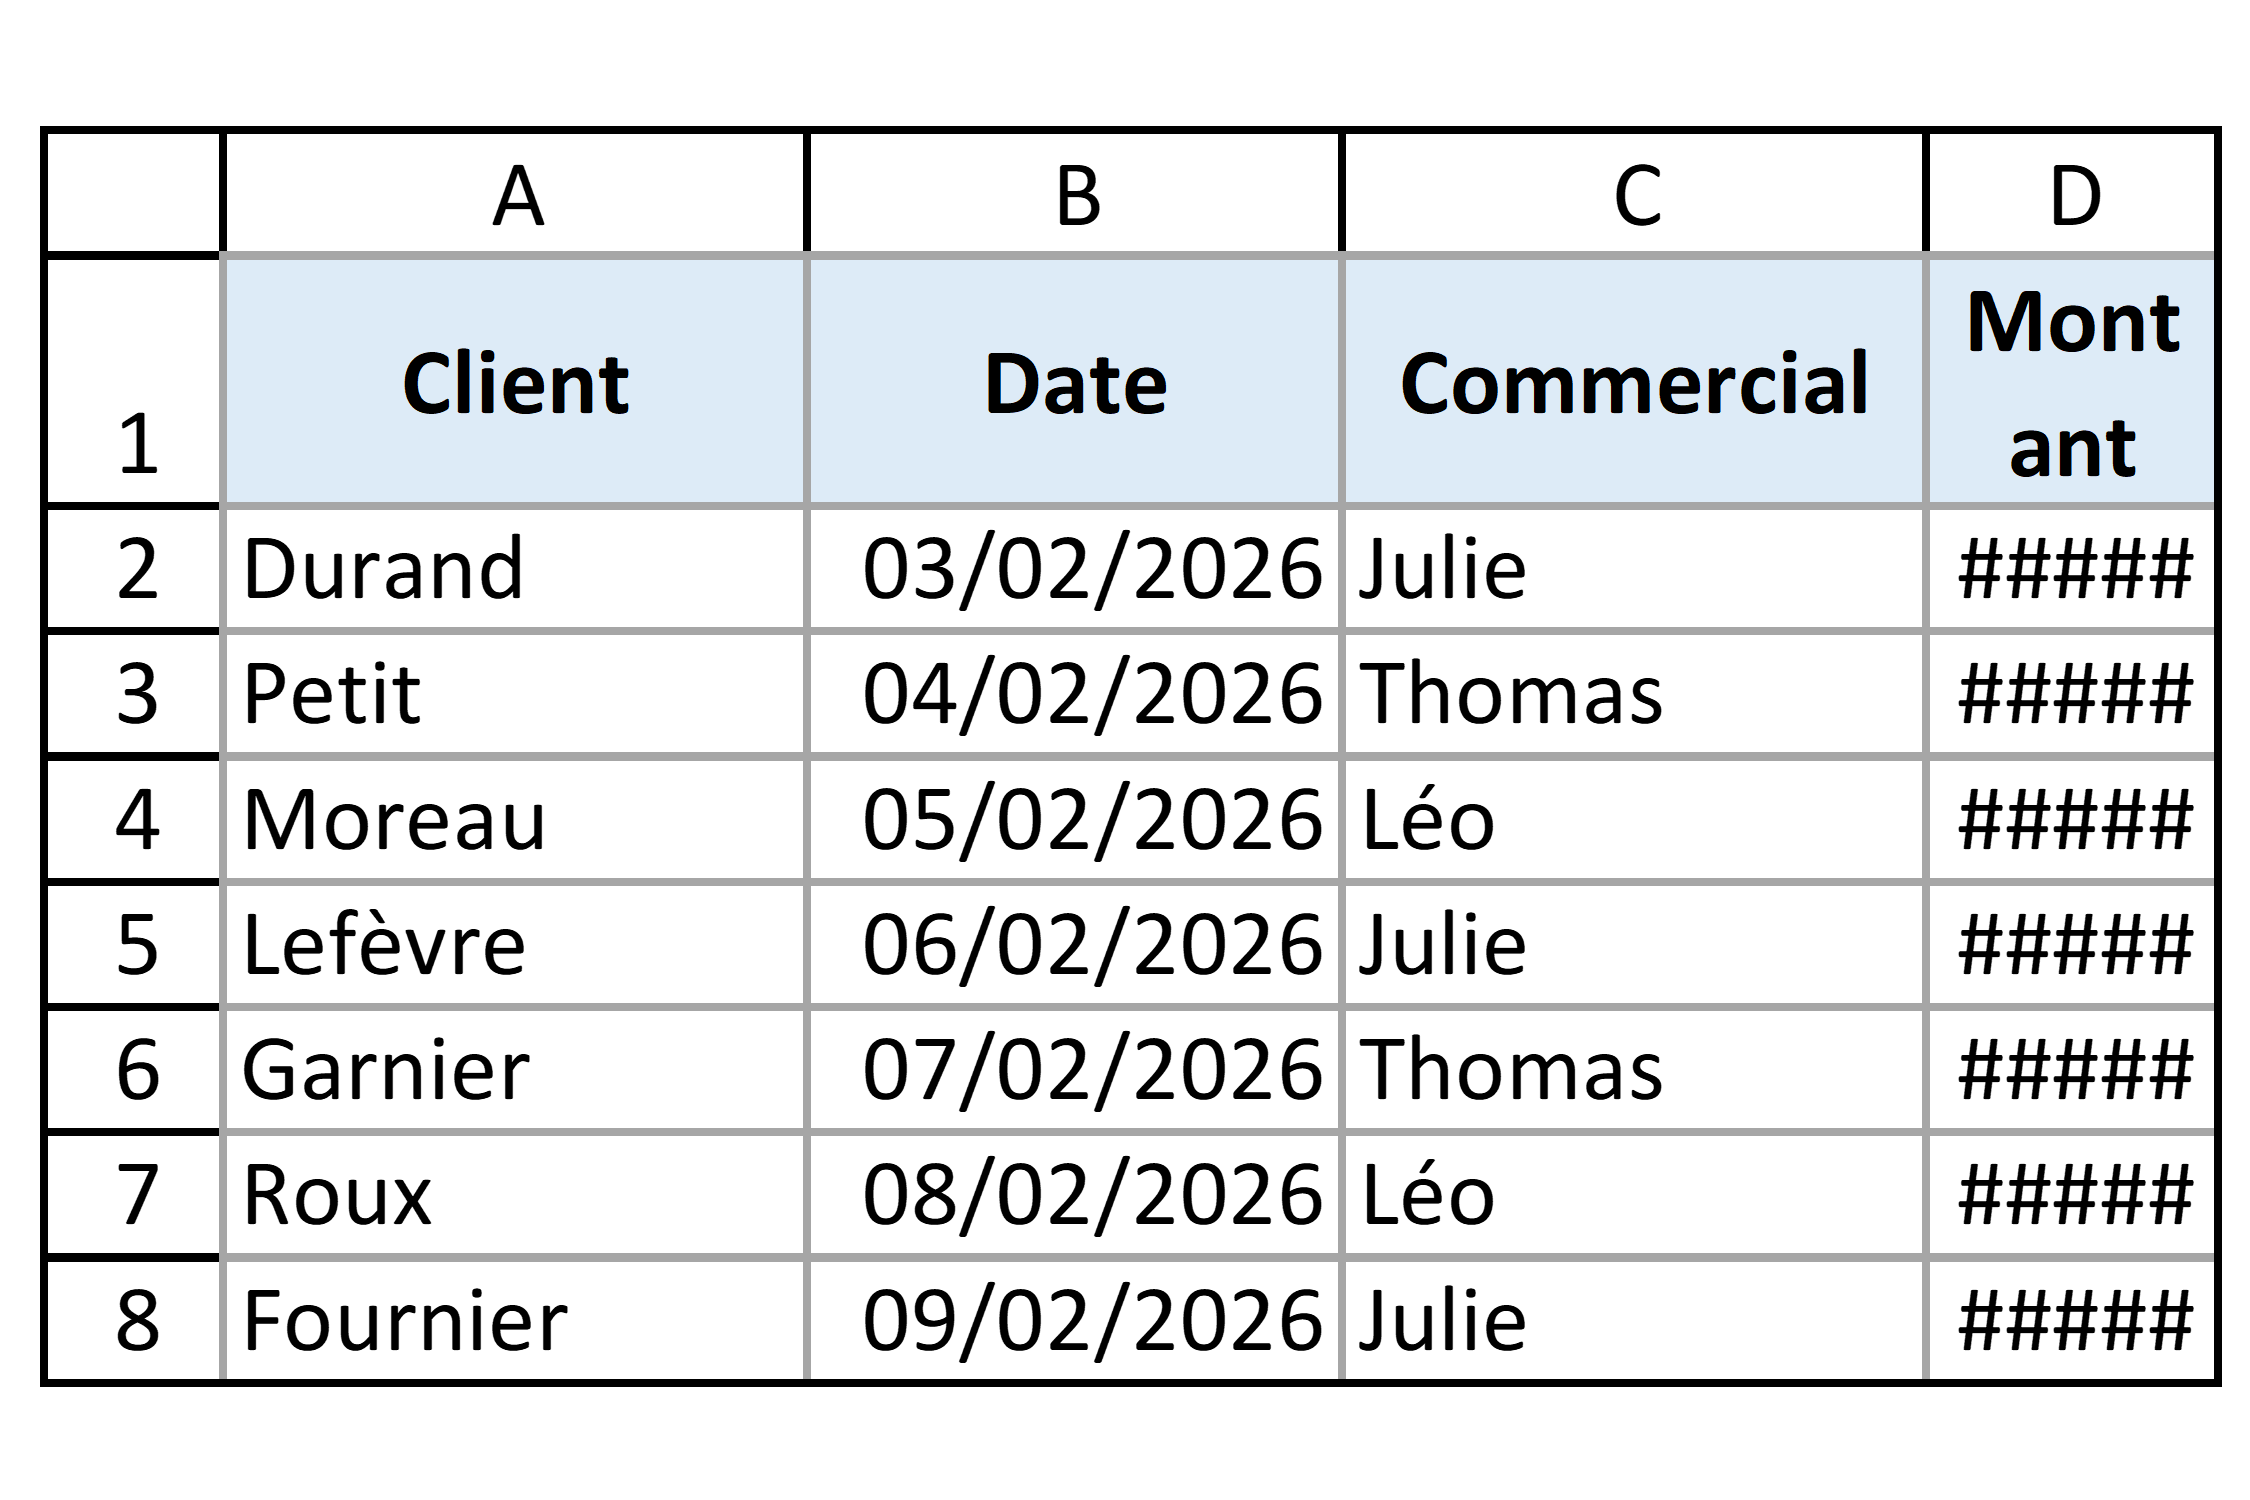 A B C D
1 Client Date Commercial Mont
ant
2 Durand 03/02/2026 Julie #####
3 Petit 04/02/2026 Thomas #####
4 Moreau 05/02/2026 Léo #####
5 Lefèvre 06/02/2026 Julie #####
6 Garnier 07/02/2026 Thomas #####
7 Roux 08/02/2026 Léo #####
8 Fournier 09/02/2026 Julie #####